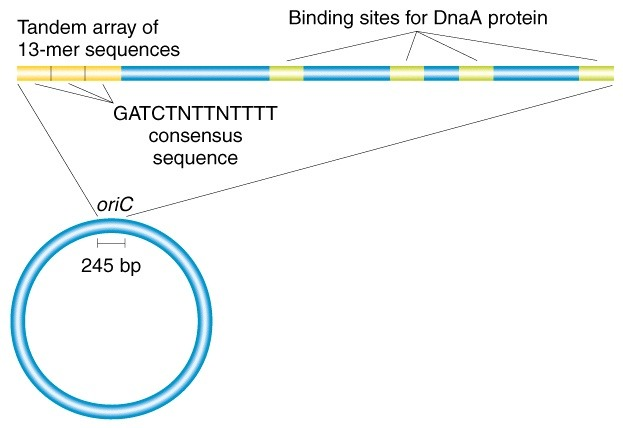 Binding sites for DnaA protein
Tandem array of
13-mer sequences
GATCTNTTNTTTT
consensus
sequence
oriC
245 bp